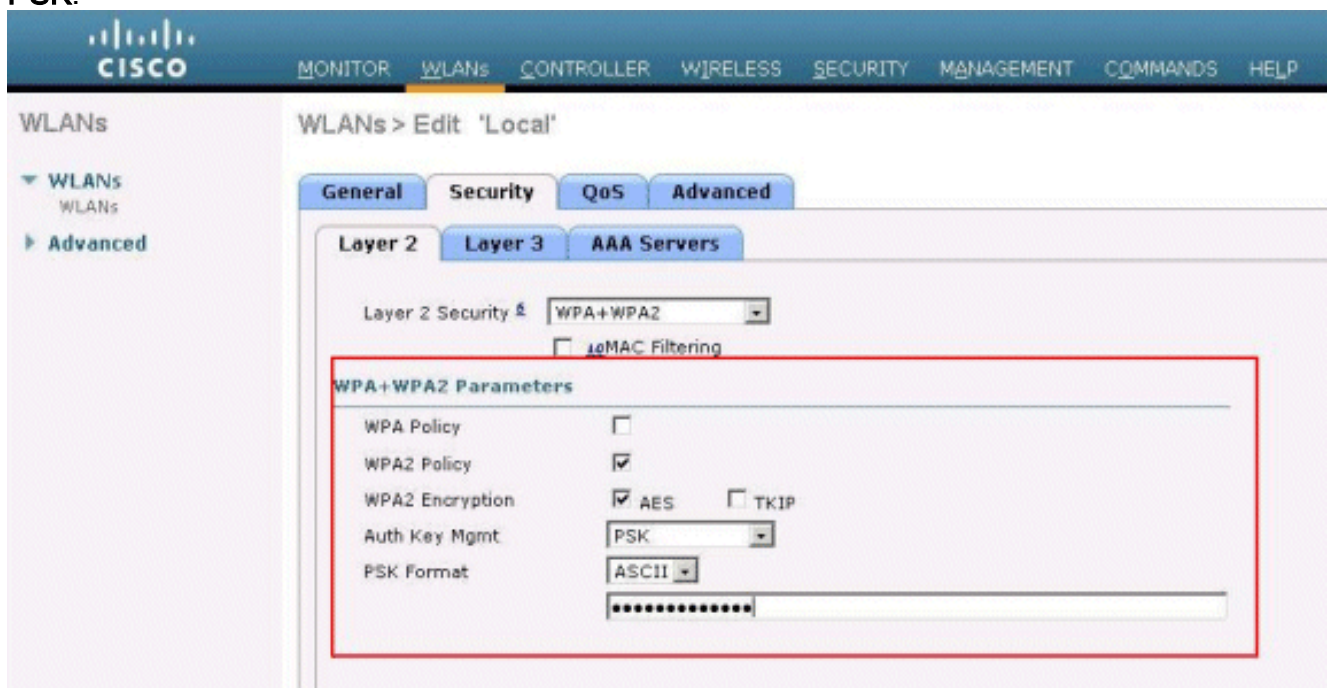 PSK.
CISCO
MONITOR WLANs CONTROLLER WIRELESS SECURITY MANAGEMENT COMMANDS HELP
WLANs
WLANs
WLANs
Advanced
WLANs > Edit 'Local'
General Security QoS Advanced
Layer 2 Layer 3 AAA Servers
Layer 2 Security 6 WPA+WPA2
10MAC Filtering
WPA+WPA2 Parameters
WPA Policy
WPA2 Policy
WPA2 Encryption AES TKIP
Auth Key Mgmt PSK
PSK Format ASCII
•••••••••••••